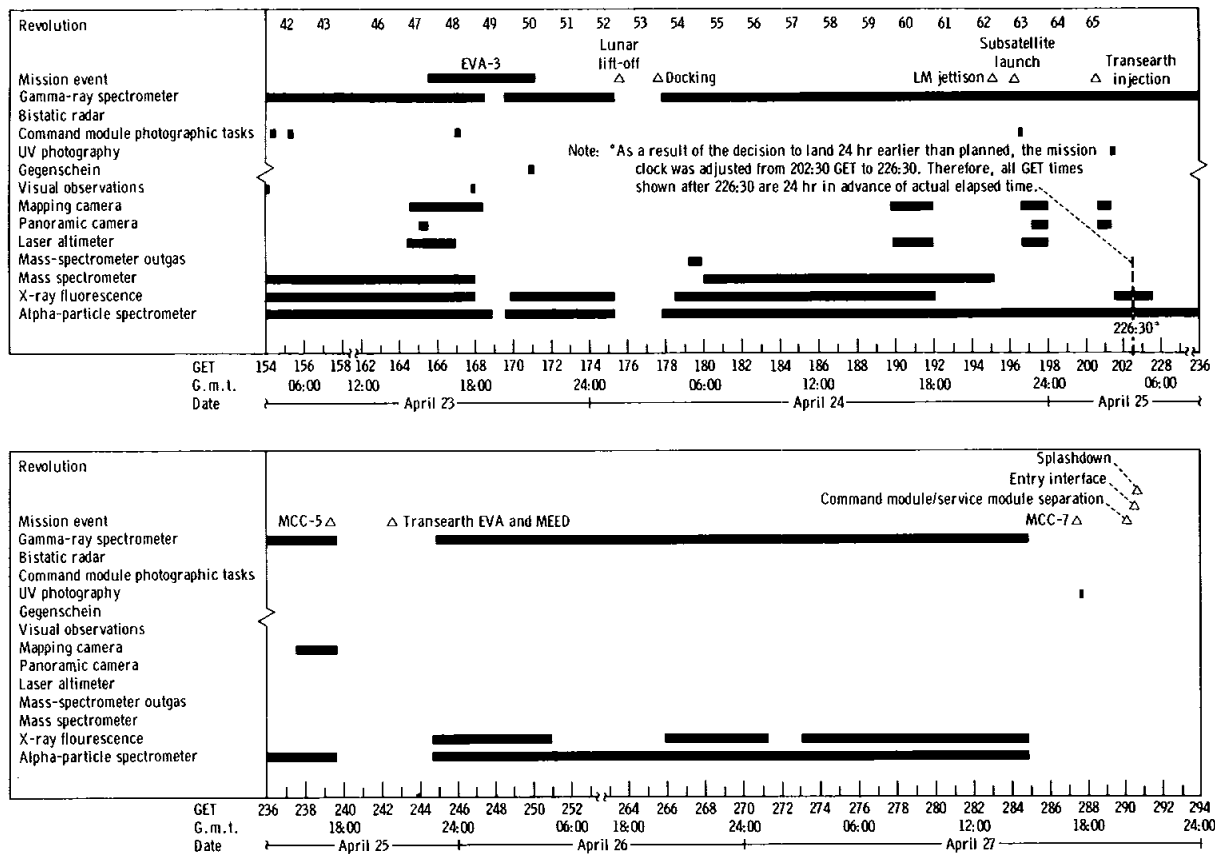 Revolution 42 43 46 47 48 49 50 51 52 53 54 55 56 57 58 59 60 61 62 63 64 65
Lunar lift-off
Subsatellite launch
Transearth injection
EVA-3
Mission event
Docking
LM jettison
Gamma-ray spectrometer
Bistatic radar
Command module photographic tasks
UV photography
Note: ᵃAs a result of the decision to land 24 hr earlier than planned, the mission
Gegenschein
clock was adjusted from 202:30 GET to 226:30. Therefore, all GET times
Visual observations
shown after 226:30 are 24 hr in advance of actual elapsed time.
Mapping camera
Panoramic camera
Laser altimeter
Mass-spectrometer outgas
Mass spectrometer
X-ray fluorescence
Alpha-particle spectrometer
226:30ᵃ
GET 154 156 158 162 164 166 168 170 172 174 176 178 180 182 184 186 188 190 192 194 196 198 200 202 228 236
G.m.t. 06:00 12:00 18:00 24:00 06:00 12:00 18:00 24:00 06:00
Date April 23 April 24 April 25
Revolution
Splashdown
Entry interface
Command module/service module separation
Mission event MCC-5 Transearth EVA and MEED MCC-7
Gamma-ray spectrometer
Bistatic radar
Command module photographic tasks
UV photography
Gegenschein
Visual observations
Mapping camera
Panoramic camera
Laser altimeter
Mass-spectrometer outgas
Mass spectrometer
X-ray flourescence
Alpha-particle spectrometer
GET 236 238 240 242 244 246 248 250 252 264 266 268 270 272 274 276 278 280 282 284 286 288 290 292 294
G.m.t. 18:00 24:00 06:00 18:00 24:00 06:00 12:00 18:00 24:00
Date April 25 April 26 April 27